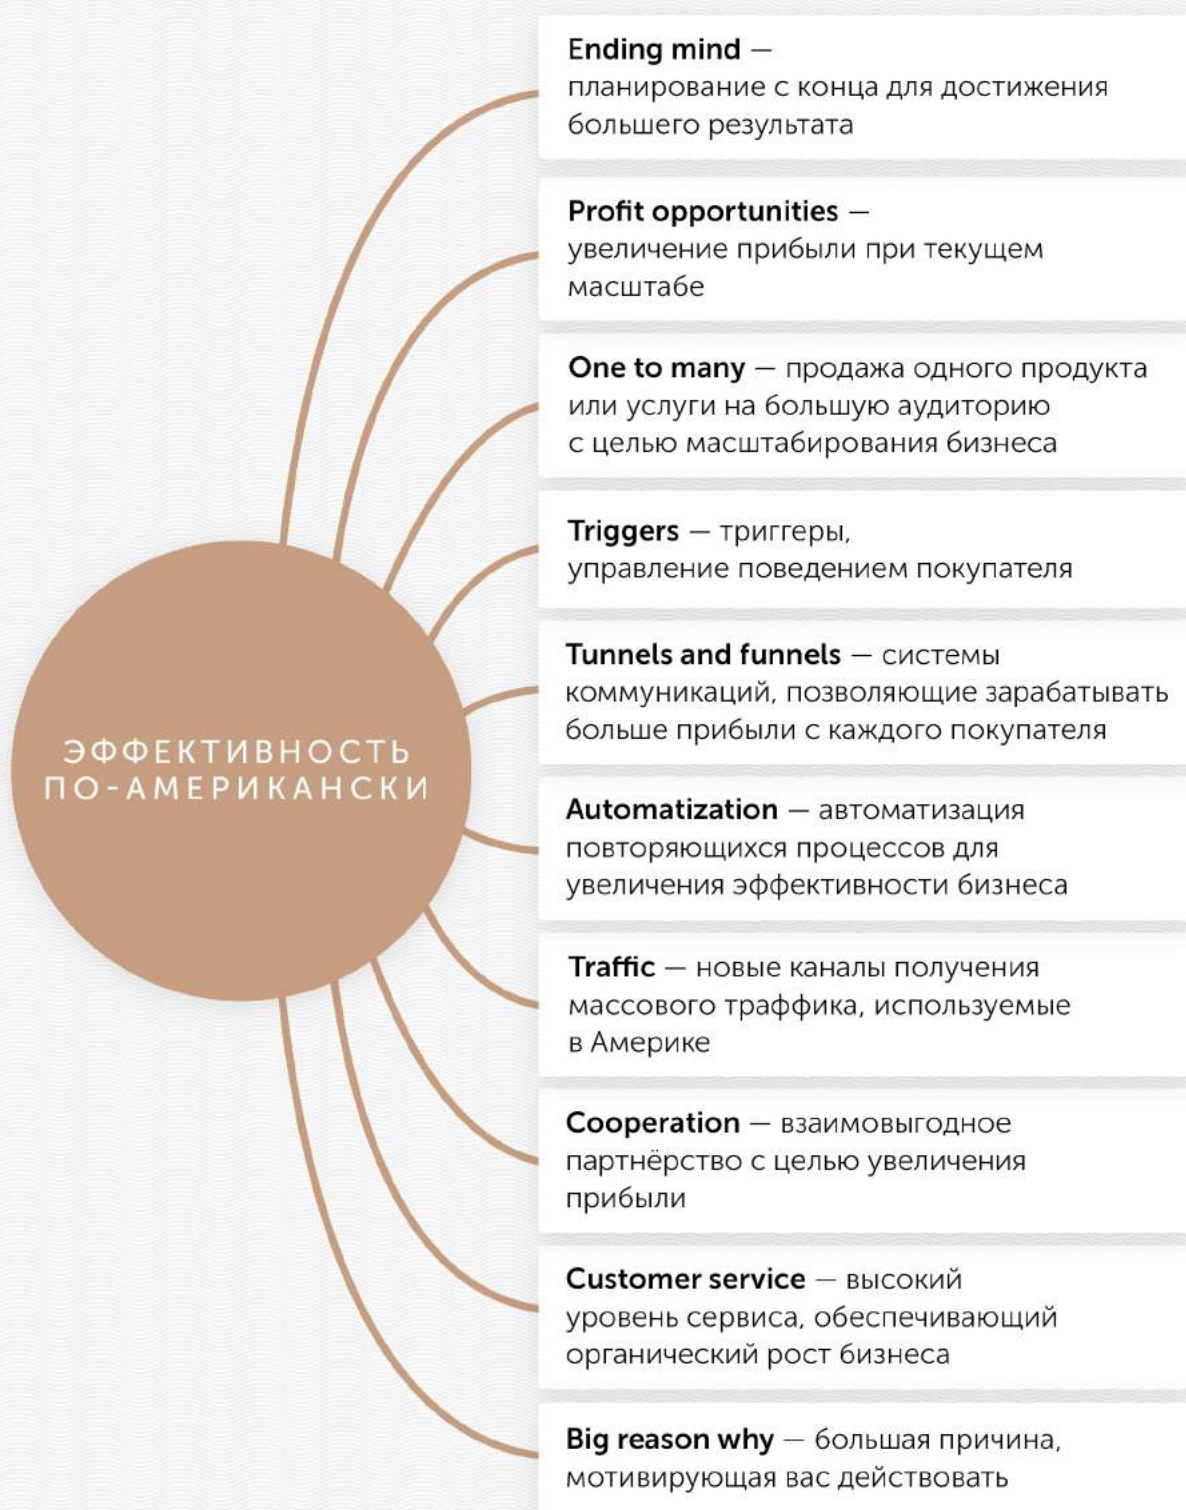 Ending mind —
планирование с конца для достижения
большего результата
Profit opportunities —
увеличение прибыли при текущем
масштабе
One to many — продажа одного продукта
или услуги на большую аудиторию
с целью масштабирования бизнеса
Triggers — триггеры,
управление поведением покупателя
Tunnels and funnels — системы
коммуникаций, позволяющие зарабатывать
больше прибыли с каждого покупателя
ЭФФЕКТИВНОСТЬ
ПО-АМЕРИКАНСКИ
Automatization — автоматизация
повторяющихся процессов для
увеличения эффективности бизнеса
Traffic — новые каналы получения
массового траффика, используемые
в Америке
Cooperation — взаимовыгодное
партнёрство с целью увеличения
прибыли
Customer service — высокий
уровень сервиса, обеспечивающий
органический рост бизнеса
Big reason why — большая причина,
мотивирующая вас действовать